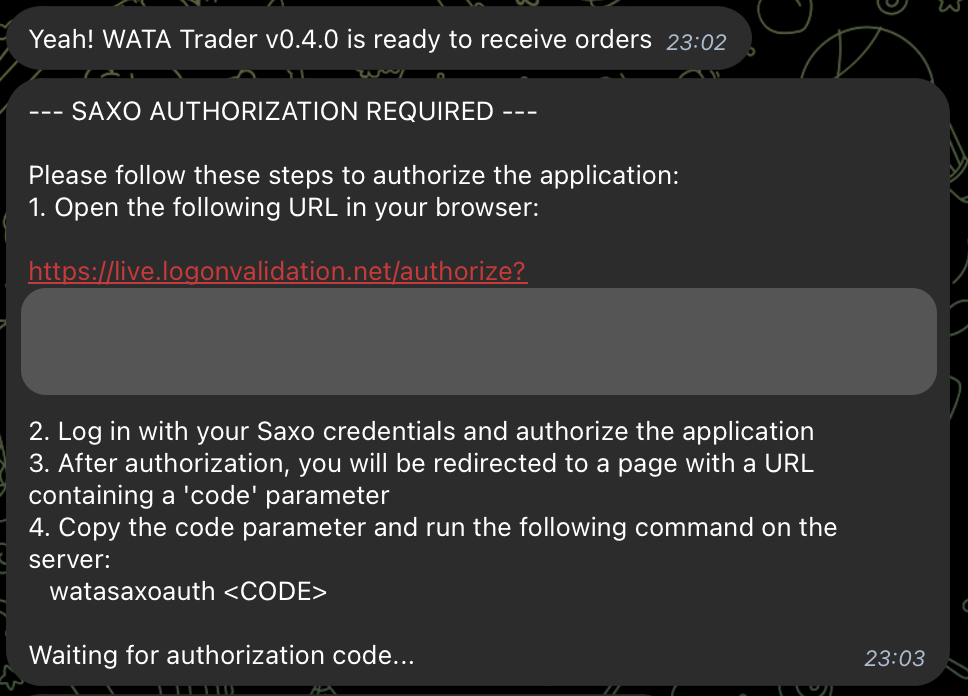 Yeah! WATA Trader v0.4.0 is ready to receive orders 23:02
--- SAXO AUTHORIZATION REQUIRED ---
Please follow these steps to authorize the application:
1. Open the following URL in your browser:
https://live.logonvalidation.net/authorize?
2. Log in with your Saxo credentials and authorize the application
3. After authorization, you will be redirected to a page with a URL
containing a 'code' parameter
4. Copy the code parameter and run the following command on the
server:
watasaxoauth <CODE>
Waiting for authorization code... 23:03